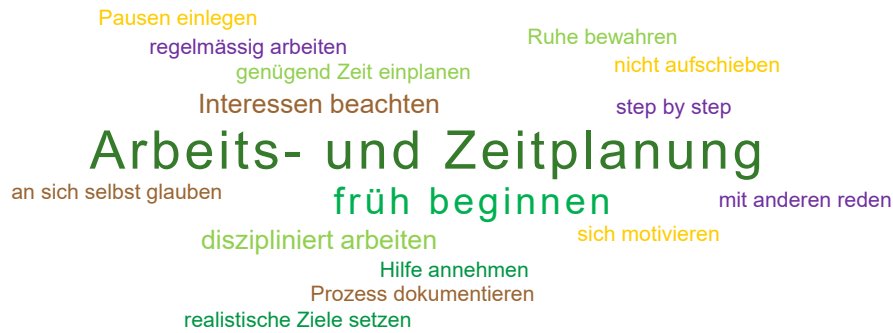 Pausen einlegen
Ruhe bewahren
regelmässig arbeiten
nicht aufschieben
genügend Zeit einplanen
Interessen beachten
step by step
Arbeits- und Zeitplanung
an sich selbst glauben
früh beginnen
mit anderen reden
diszipliniert arbeiten
sich motivieren
Hilfe annehmen
Prozess dokumentieren
realistische Ziele setzen